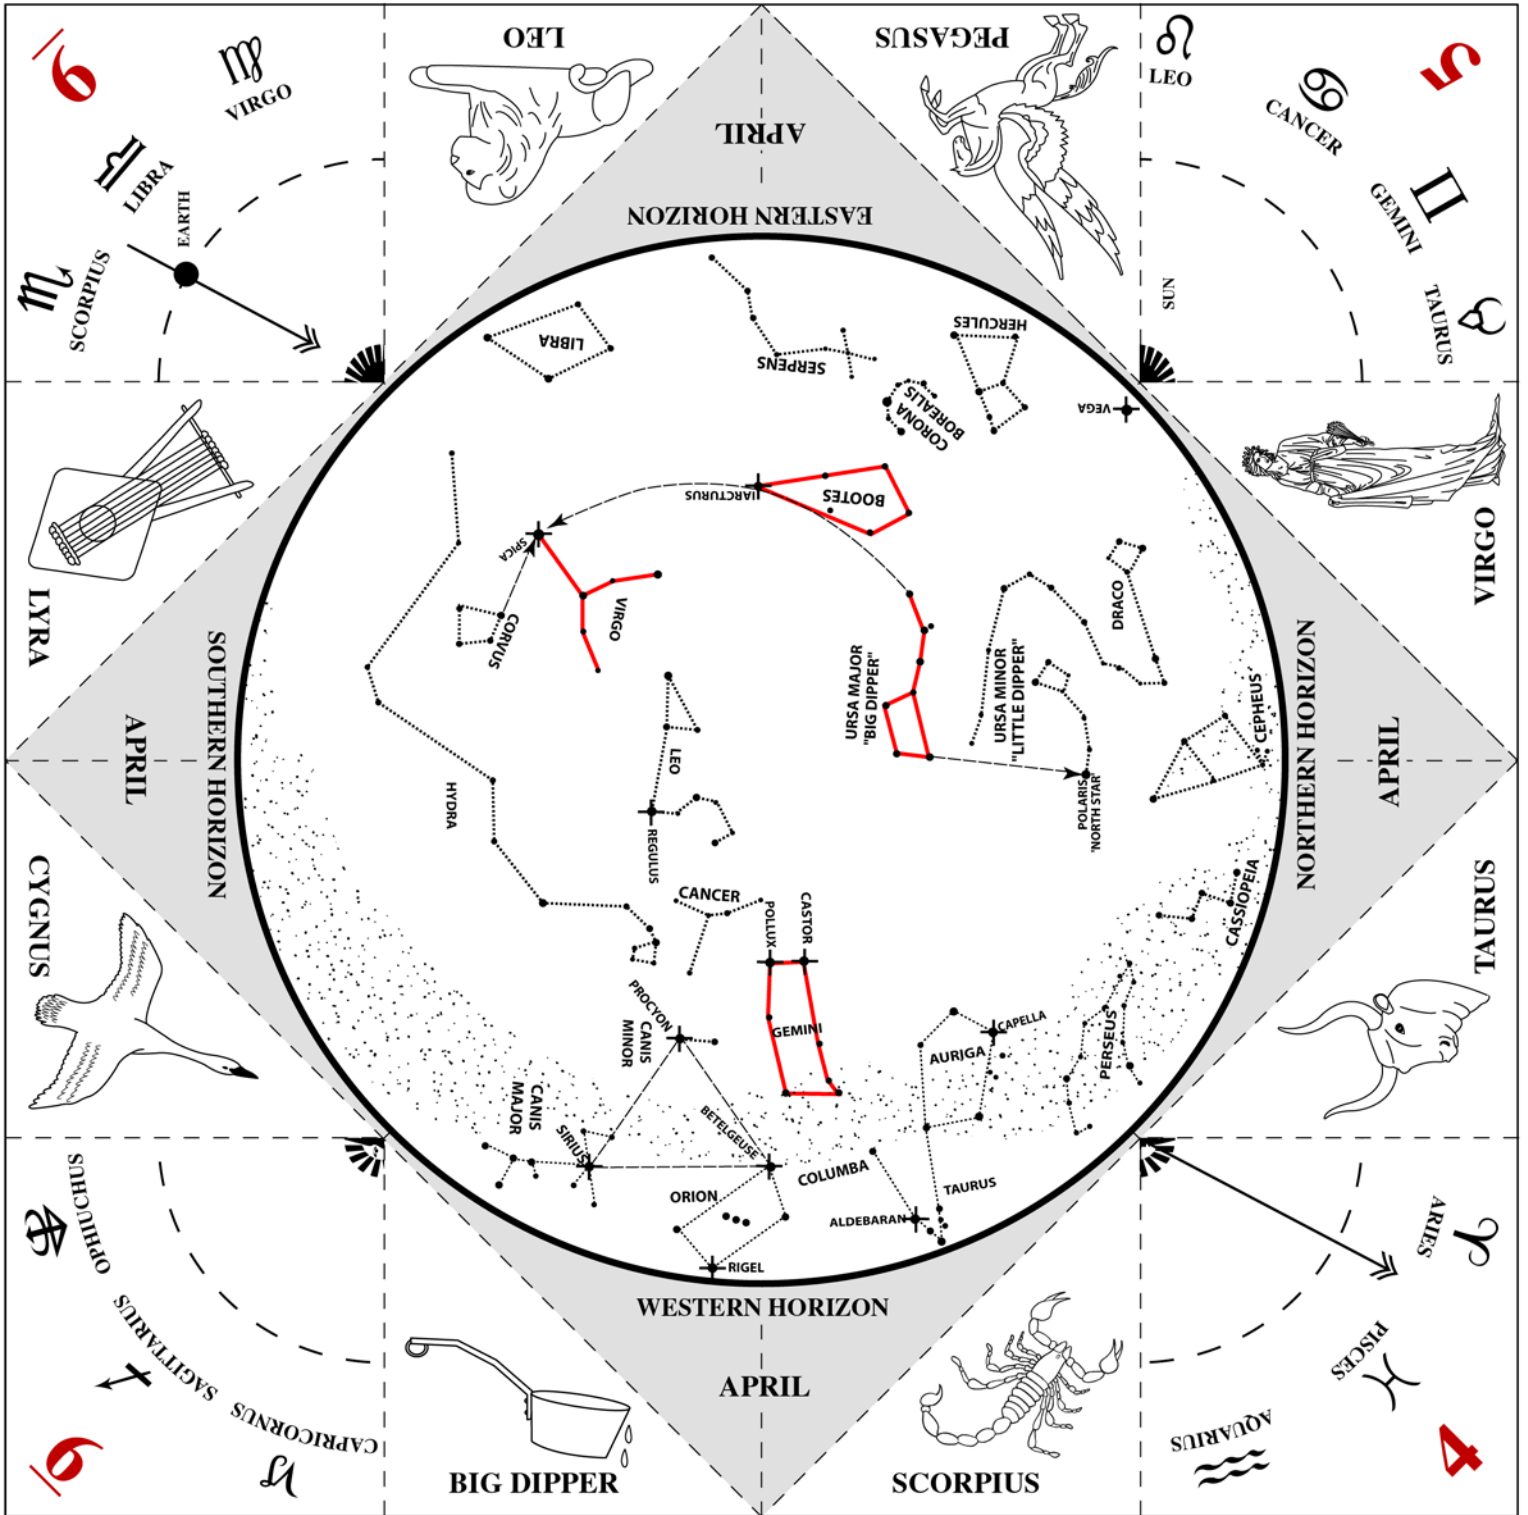 6
VIRGO
LIBRA
EARTH
SCORPIUS
LEO
PEGASUS
LEO
CANCER
GEMINI
TAURUS
SUN
5
APRIL
EASTERN HORIZON
LYRA
CYGNUS
APRIL
SOUTHERN HORIZON
LIBRA
SERPENS
HERCULES
CORONA
BOREALIS
VEGA
ARCTURUS
BOOTES
SPICA
CORVUS
VIRGO
DRACO
URSA MAJOR
"BIG DIPPER"
URSA MINOR
"LITTLE DIPPER"
CEPHEUS
LEO
HYDRA
REGULUS
POLARIS
'NORTH STAR'
CASSIOPEIA
CANCER
POLLUX
CASTOR
PROCYON
CANIS
MINOR
GEMINI
CAPELLA
AURIGA
PERSEUS
CANIS
MAJOR
SIRIUS
BETELGEUSE
ORION
COLUMBA
TAURUS
ALDEBARAN
RIGEL
NORTHERN HORIZON
APRIL
VIRGO
TAURUS
WESTERN HORIZON
APRIL
OPHIUCHUS
SAGITTARIUS
CAPRICORNUS
9
BIG DIPPER
SCORPIUS
ARIES
PISCES
AQUARIUS
4